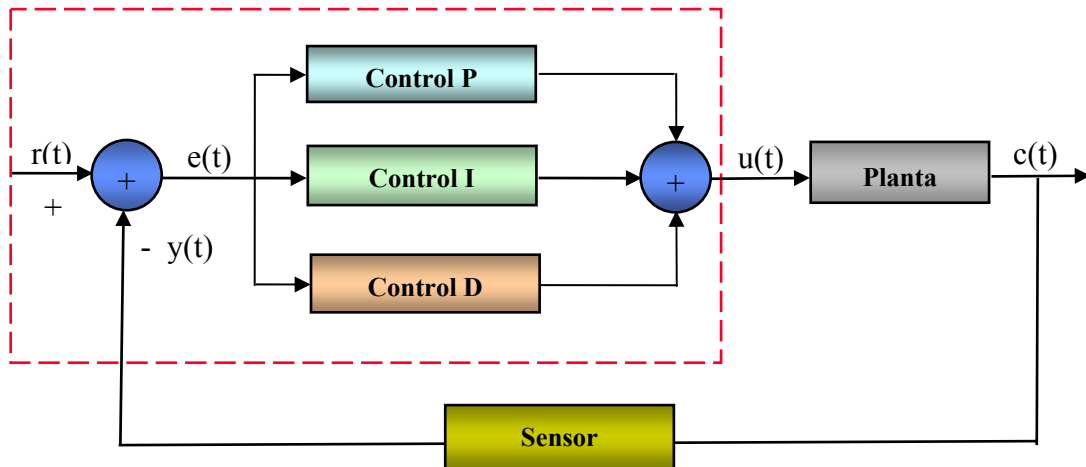 Control P
r(t)
+
+
e(t)
Control I
+
u(t)
Planta
c(t)
- y(t)
Control D
Sensor